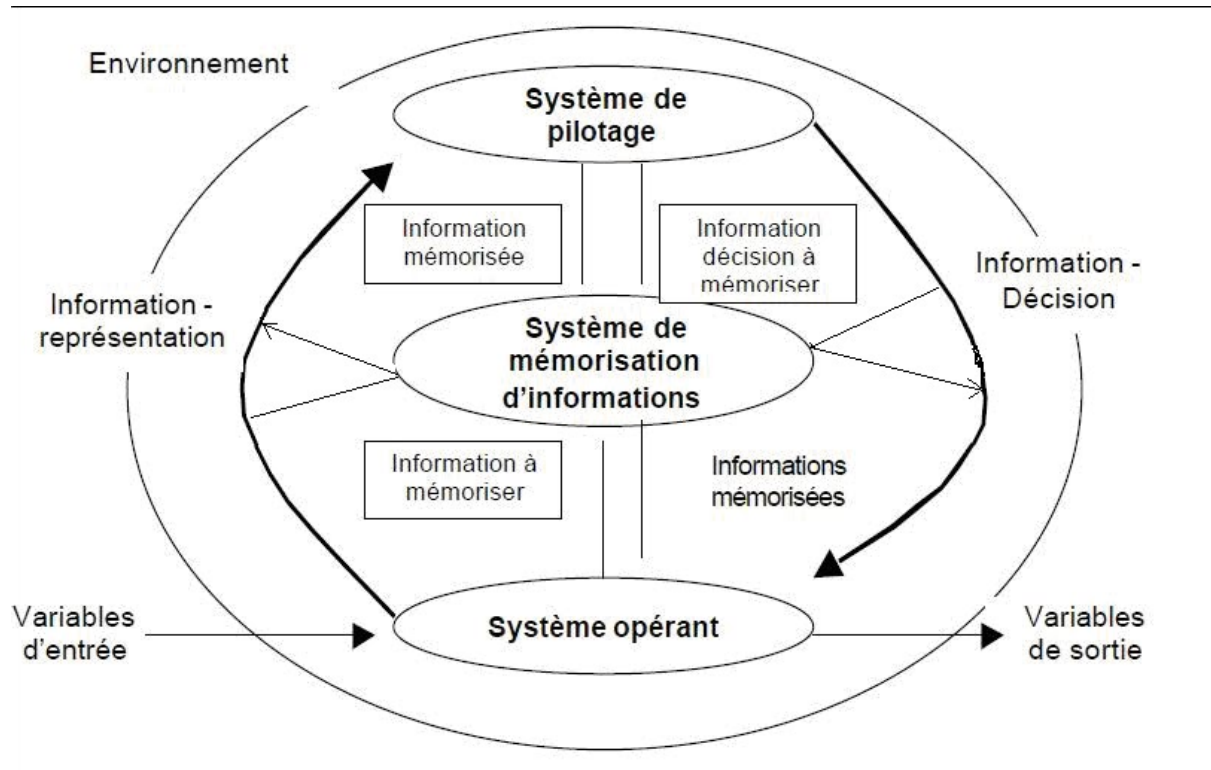 Environnement
Système de
pilotage
Information
mémorisée
Information
décision à
mémoriser
Information -
représentation
Information -
Décision
Système de
mémorisation
d'informations
Information à
mémoriser
Informations
mémorisées
Variables
d'entrée
Système opérant
Variables
de sortie